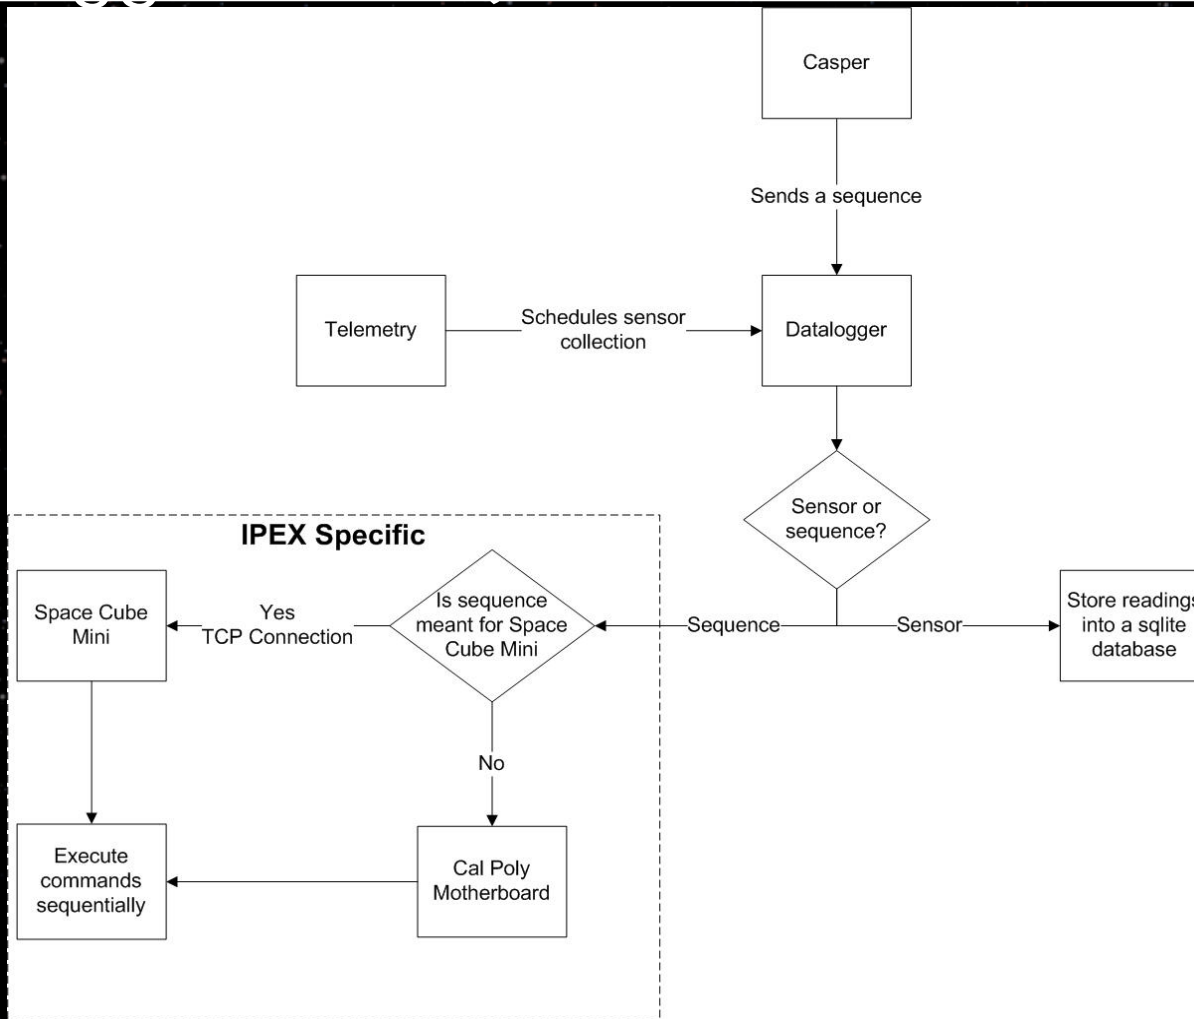 Casper
Sends a sequence
Telemetry
Schedules sensor
collection
Datalogger
Sensor or
sequence?
IPEX Specific
Space Cube
Mini
Yes
TCP Connection
Is sequence
meant for Space
Cube Mini
Sequence
Sensor
Store readings
into a sqlite
database
No
Execute
commands
sequentially
Cal Poly
Motherboard